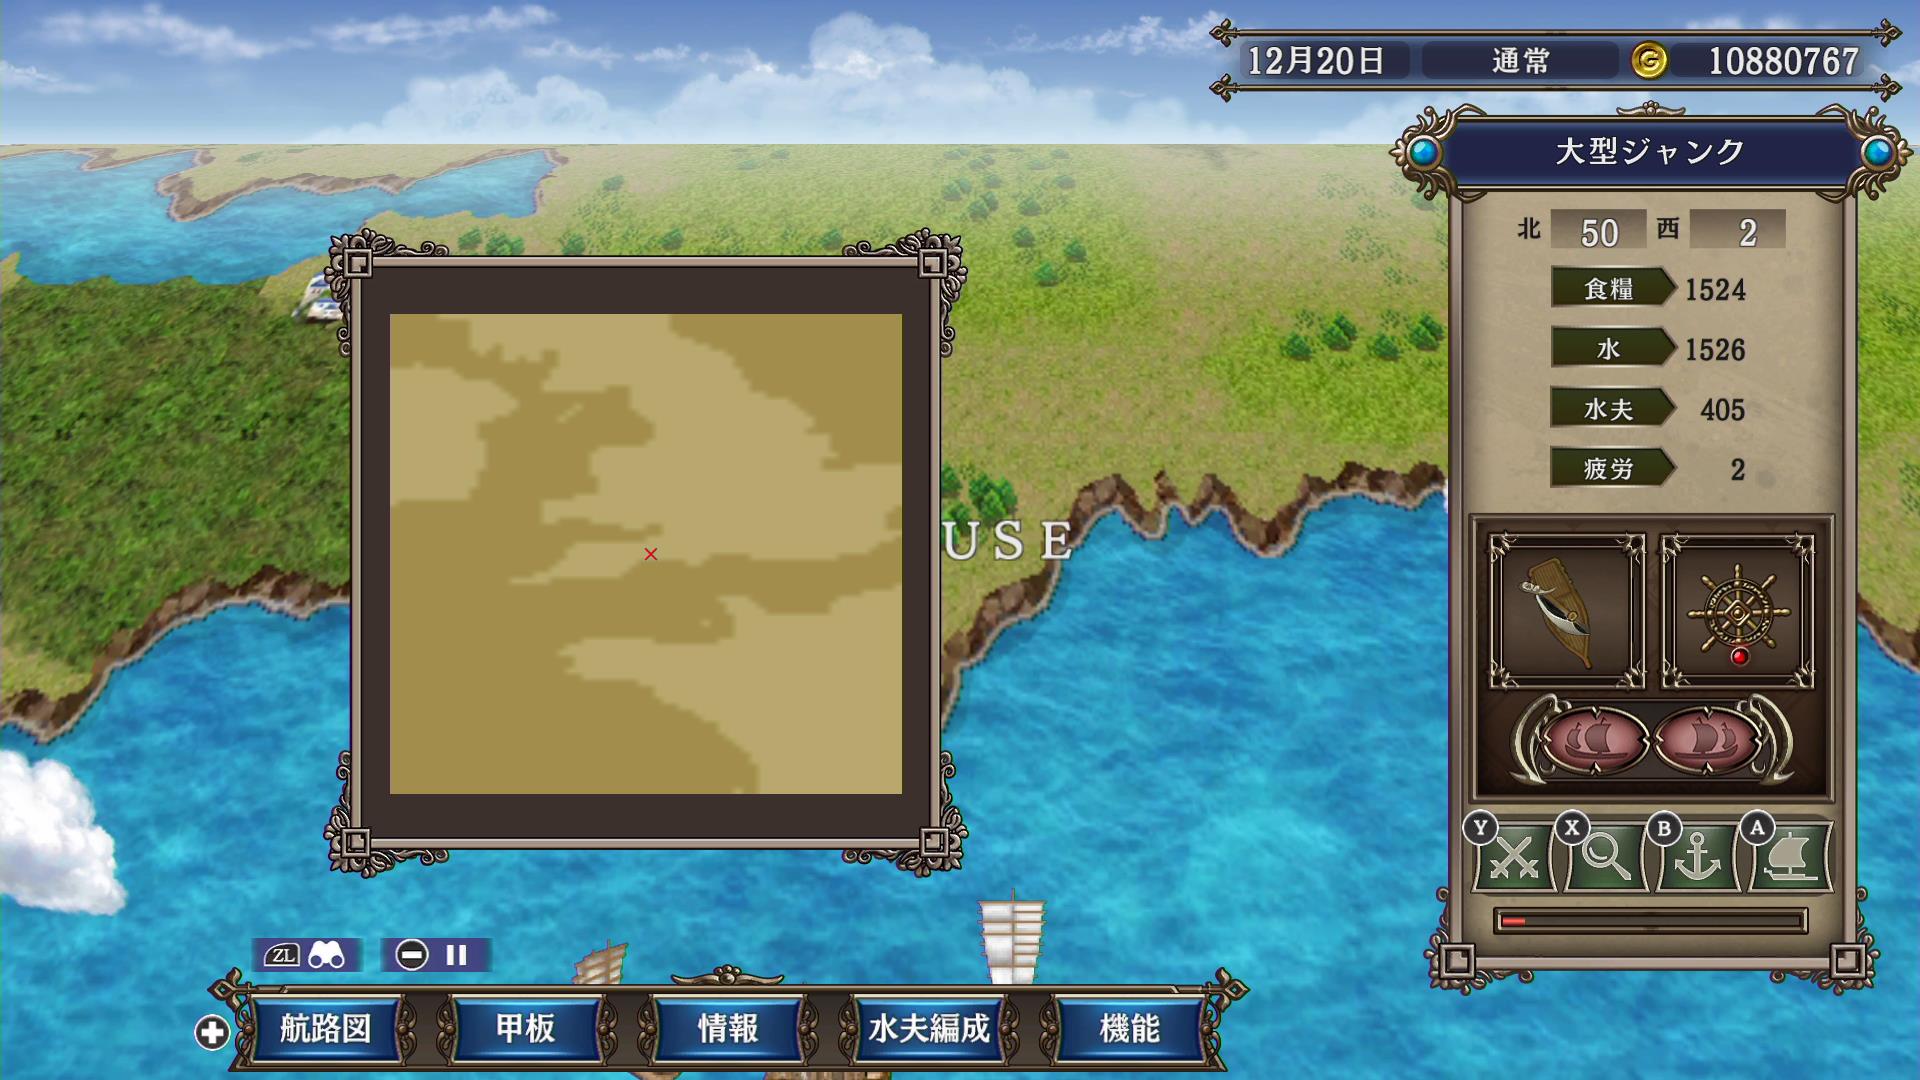 12月20日 通常 G 10880767
大型ジャンク
北 50 西 2
食糧 1524
水 1526
水夫 405
疲労 2
USE
Y X B A
ZL
航路図 甲板 情報 水夫編成 機能